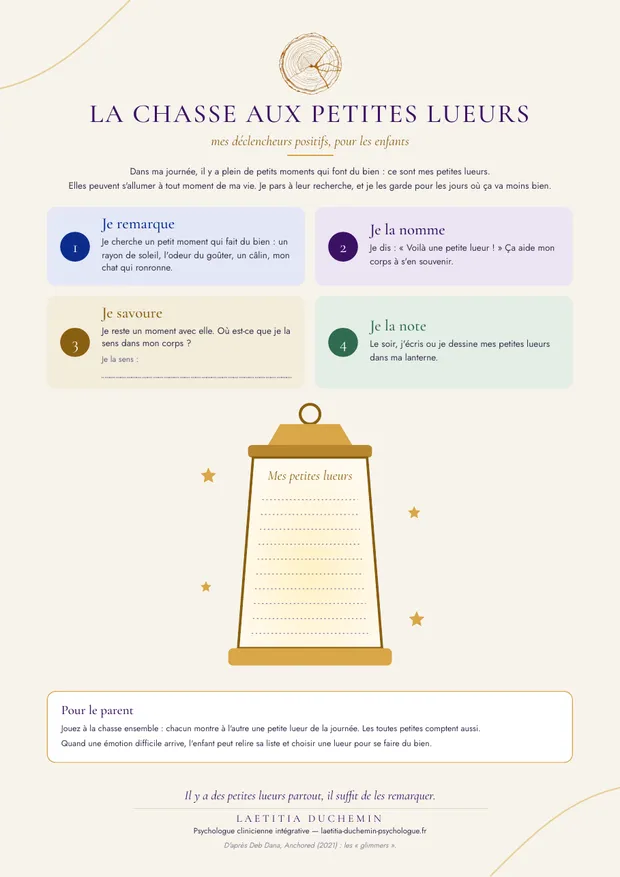 LA CHASSE AUX PETITES LUEURS
mes déclencheurs positifs, pour les enfants
Dans ma journée, il y a plein de petits moments qui font du bien : ce sont mes petites lueurs.
Elles peuvent s'allumer à tout moment de ma vie. Je pars à leur recherche, et je les garde pour les jours où ça va moins bien.
1
Je remarque
Je cherche un petit moment qui fait du bien : un
rayon de soleil, l'odeur du goûter, un câlin, mon
chat qui ronronne.
2
Je la nomme
Je dis : « Voilà une petite lueur ! » Ça aide mon
corps à s'en souvenir.
3
Je savoure
Je reste un moment avec elle. Où est-ce que je la
sens dans mon corps ?
Je la sens :
4
Je la note
Le soir, j'écris ou je dessine mes petites lueurs
dans ma lanterne.
Mes petites lueurs
Pour le parent
Jouez à la chasse ensemble : chacun montre à l'autre une petite lueur de la journée. Les toutes petites comptent aussi.
Quand une émotion difficile arrive, l'enfant peut relire sa liste et choisir une lueur pour se faire du bien.
Il y a des petites lueurs partout, il suffit de les remarquer.
LAETITIA DUCHEMIN
Psychologue clinicienne intégrative — laetitia-duchemin-psychologue.fr
D'après Deb Dana, Anchored (2021) : les « glimmers ».